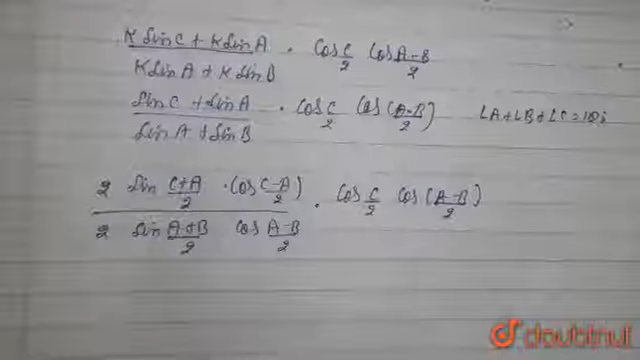 K sin C + K sin A / K sin A + K sin B . cos C/2 cos A-B/2
sin C + sin A / sin A + sin B . cos C/2 cos (A-B/2) ∠A+∠B+∠C=180
2 sin C+A/2 . cos (C-A/2) / 2 sin A+B/2 cos A-B/2 . cos C/2 cos (A-B/2)
doubtnut